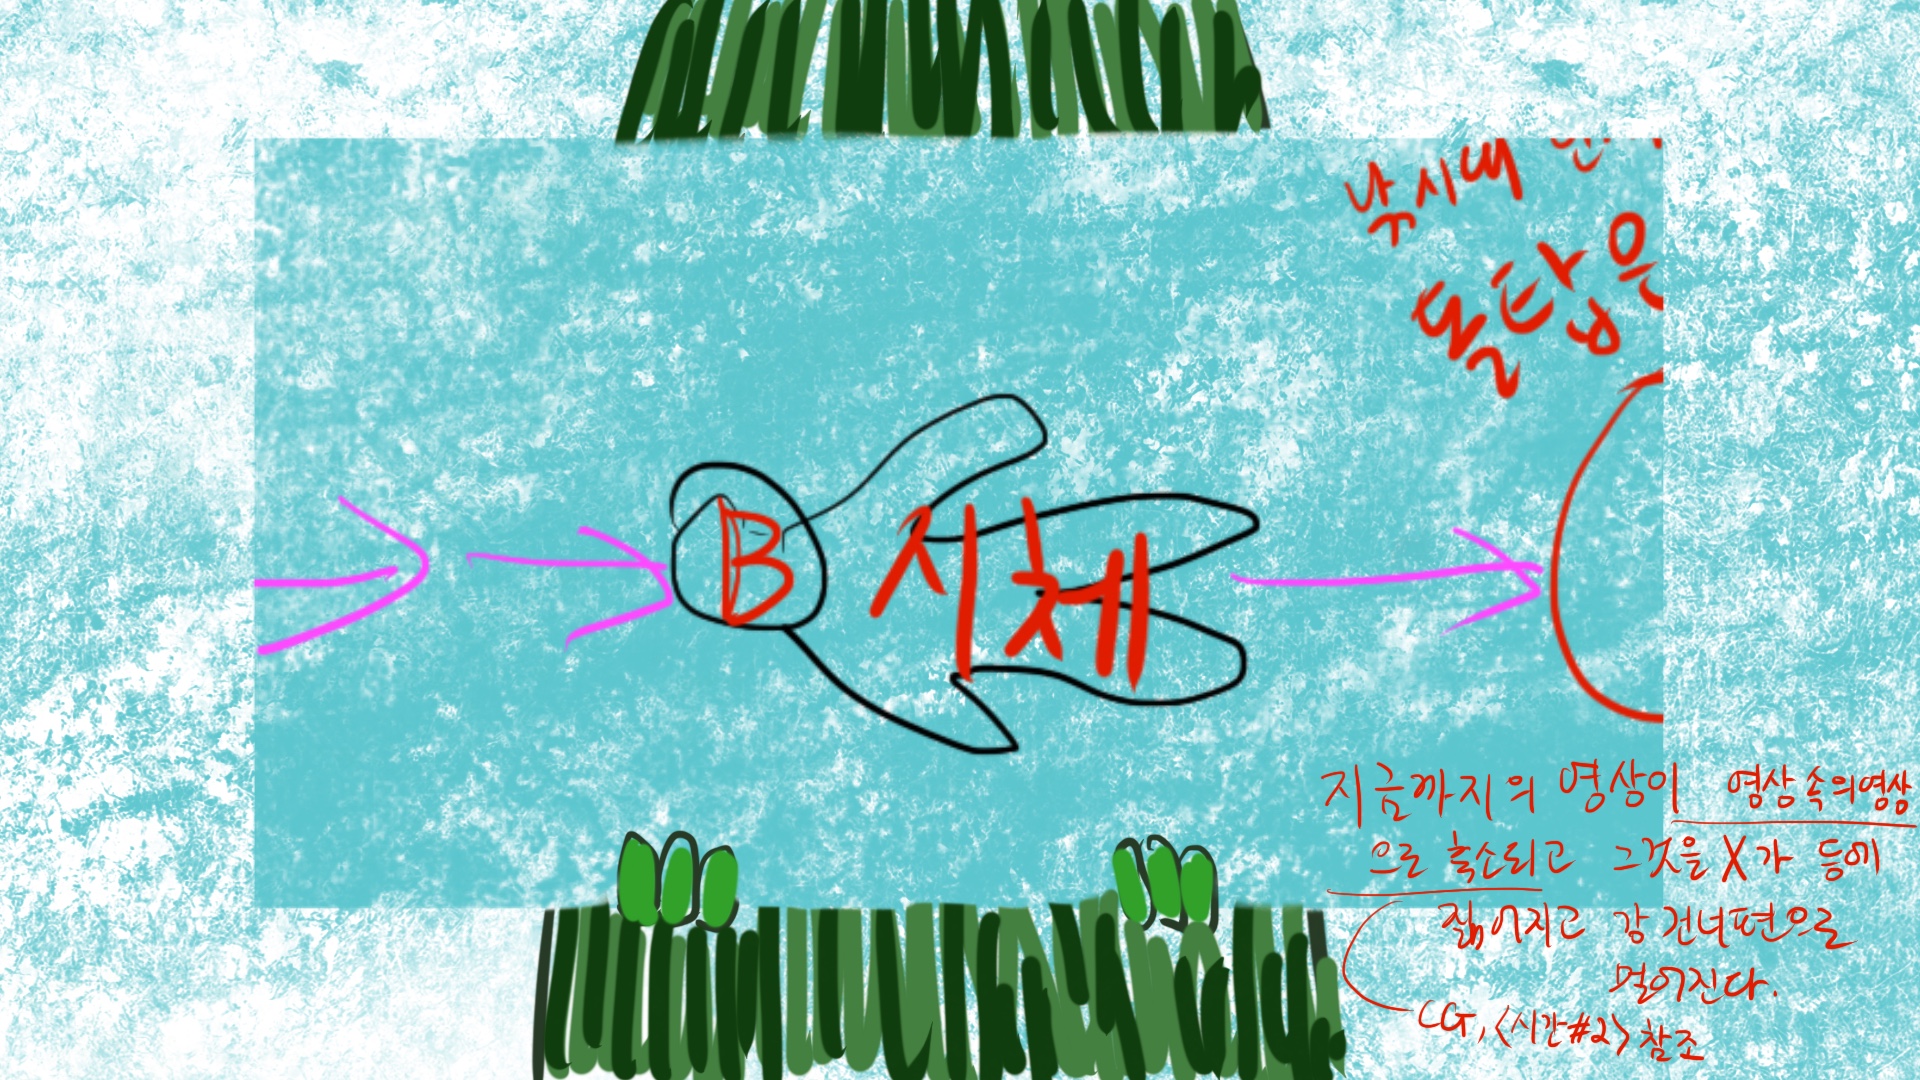 낚시대
돌탑은
B 시체
지금까지의 영상이 영상 속의 영상
으로 축소되고 그것을 X가 등에
짊어지고 강 건너편으로
멀어진다.
CG, <시간#2> 참조